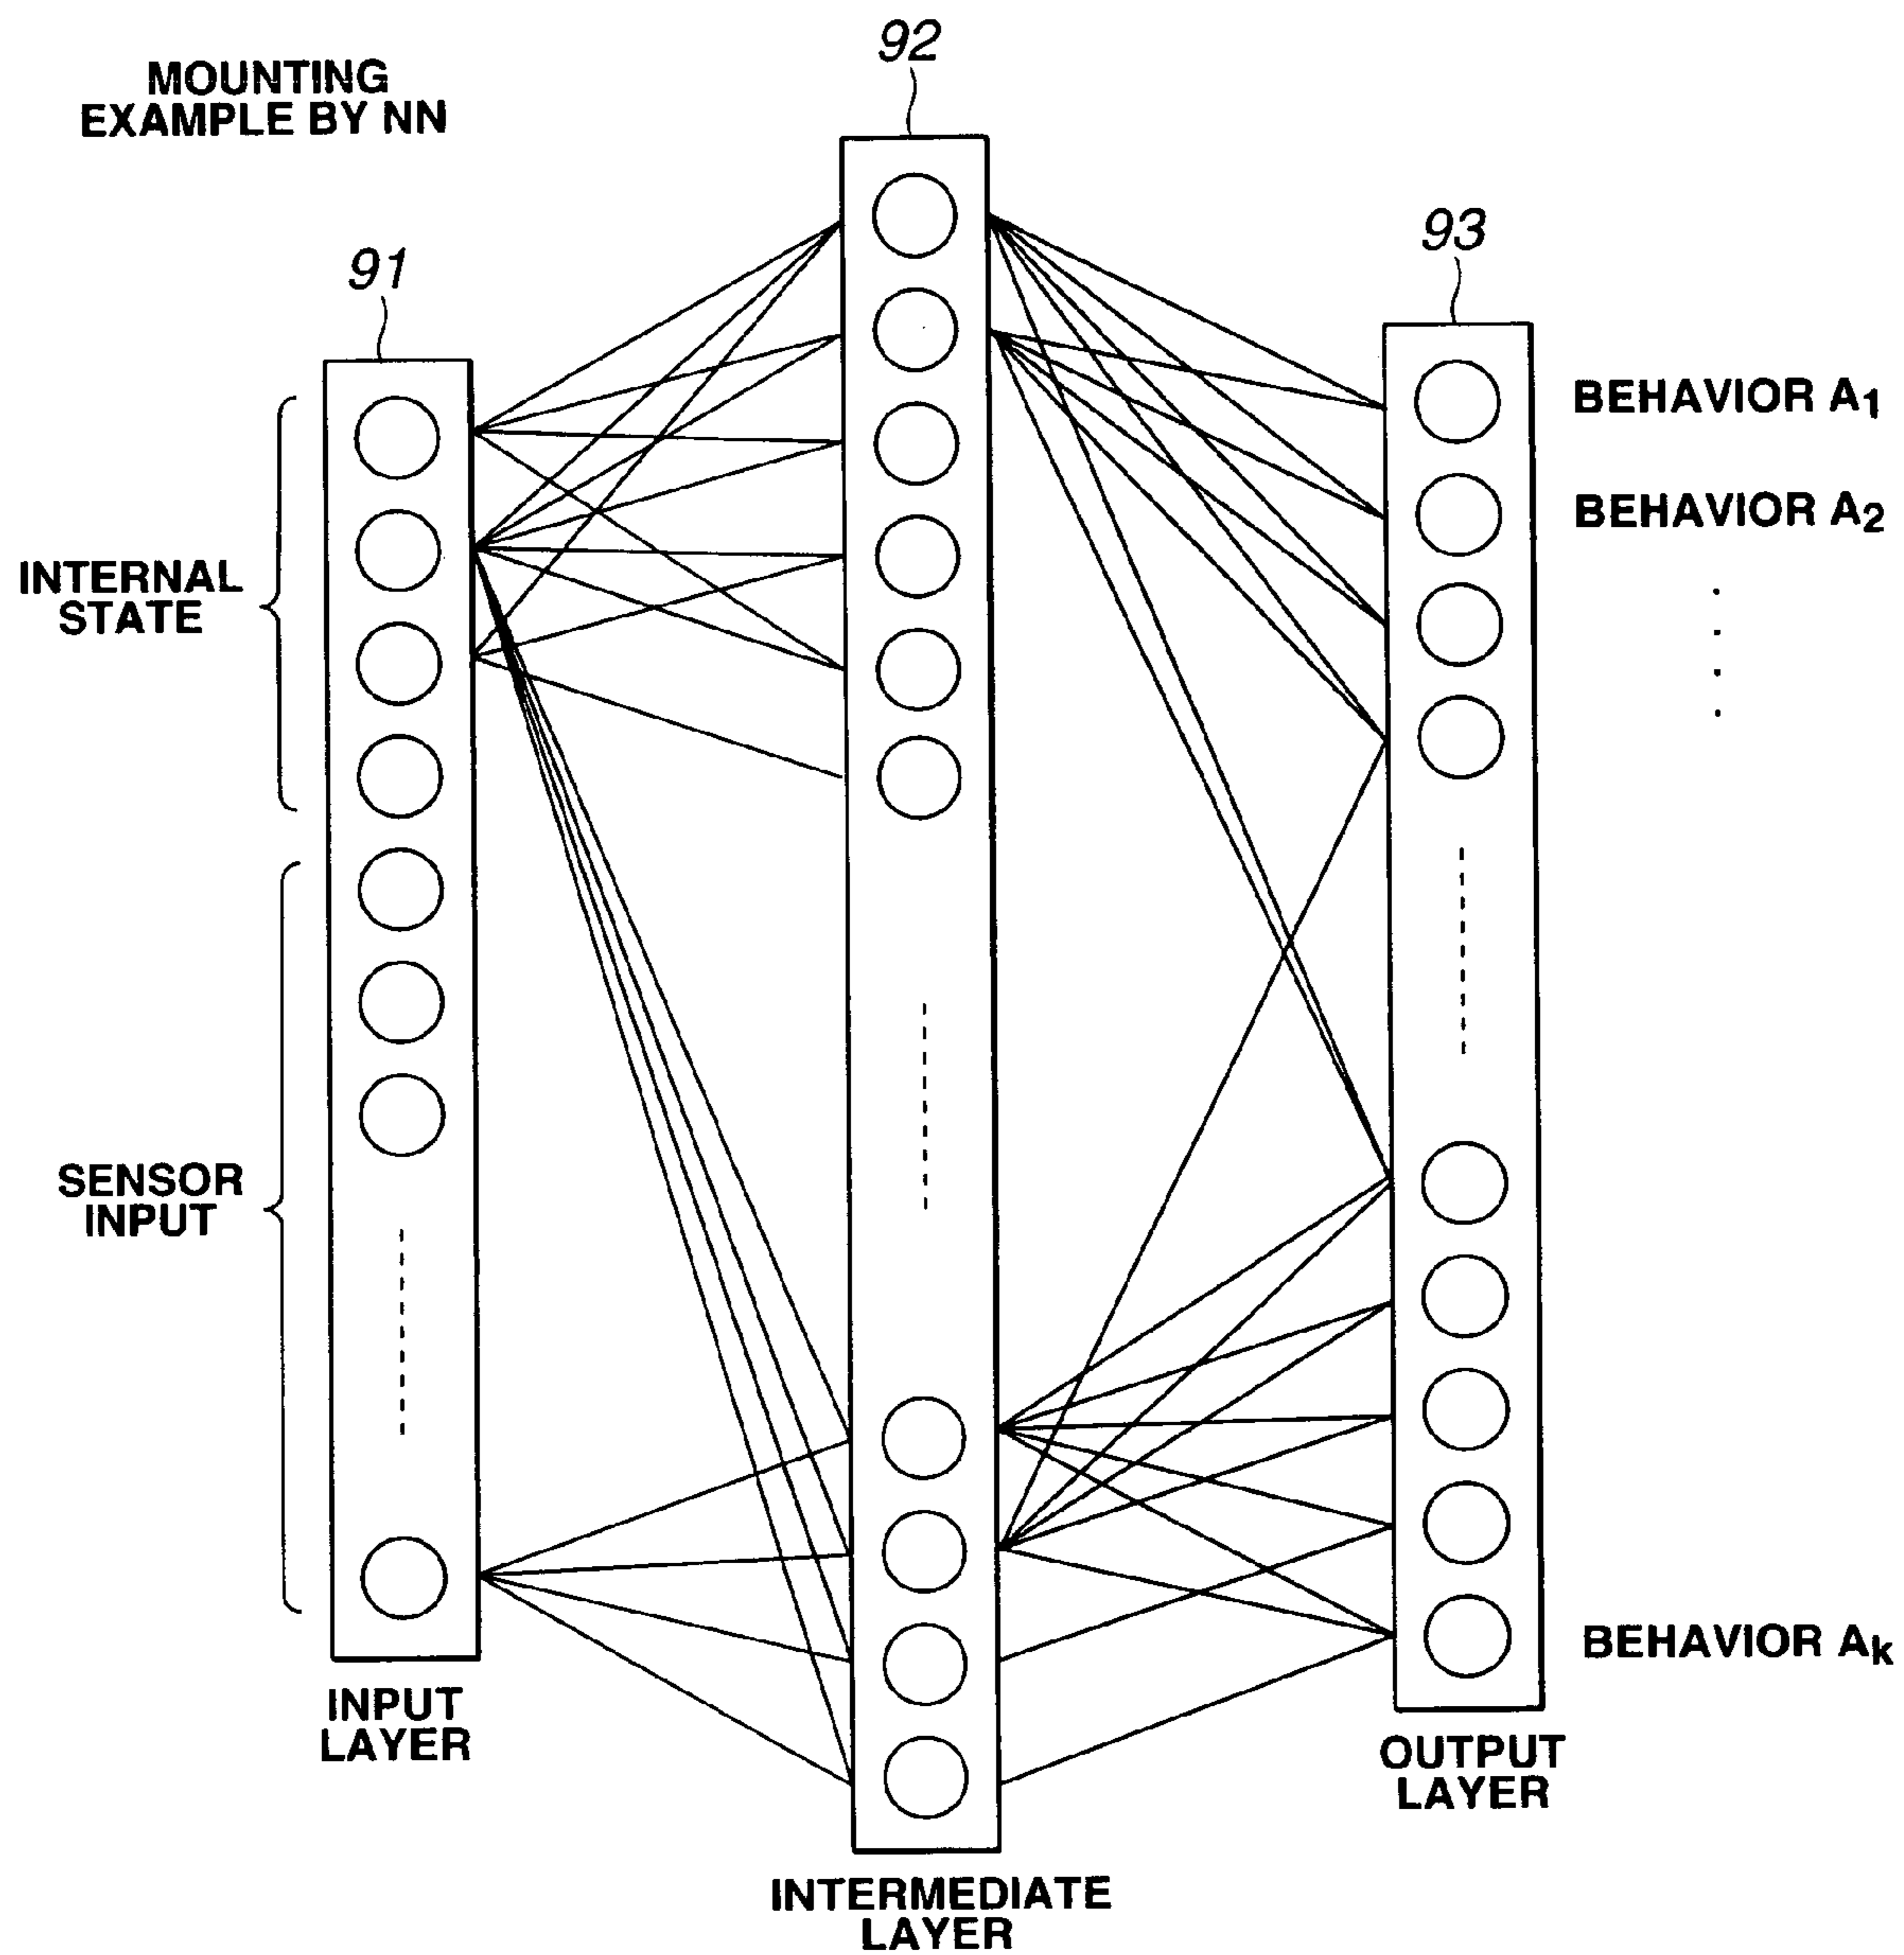 MOUNTING
EXAMPLE BY NN
92
91
93
BEHAVIOR A1
BEHAVIOR A2
INTERNAL
STATE
SENSOR
INPUT
BEHAVIOR Ak
INPUT
LAYER
OUTPUT
LAYER
INTERMEDIATE
LAYER